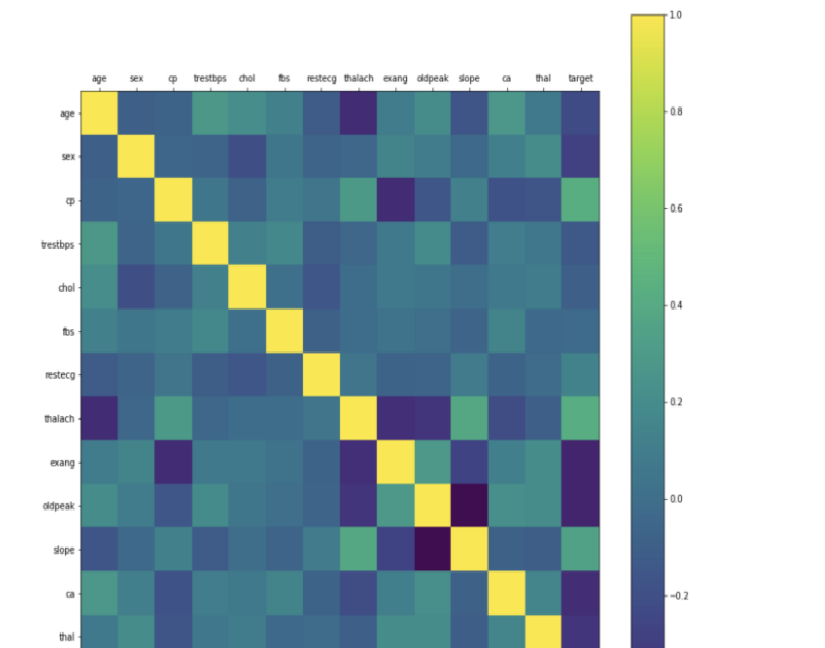 1.0
age sex cp trestbps chol fbs restecg thalach exang oldpeak slope ca thal target
age
sex
cp
trestbps
chol
fbs
restecg
thalach
exang
oldpeak
slope
ca
thal
0.8
0.6
0.4
0.2
0.0
−0.2